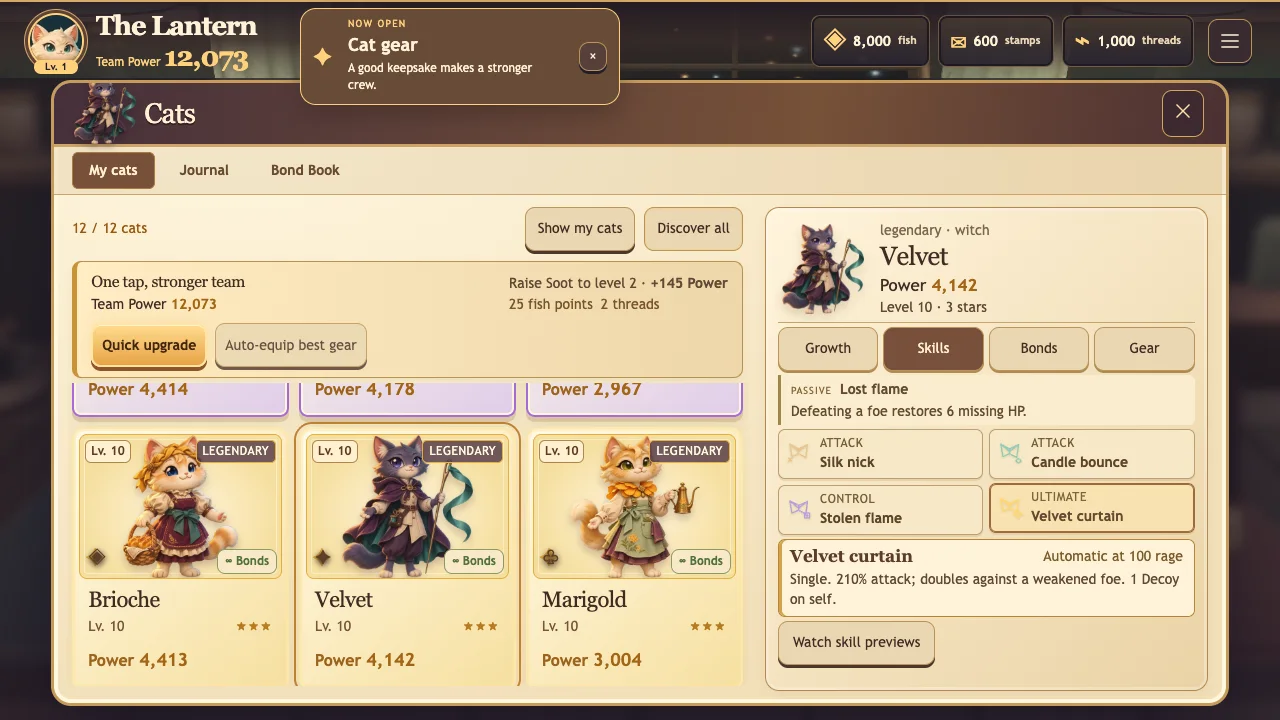 The Lantern
Team Power 12,073
Lv. 1
NOW OPEN
Cat gear
A good keepsake makes a stronger
crew.
×
8,000 fish
600 stamps
1,000 threads
Cats
My cats
Journal
Bond Book
12 / 12 cats
Show my cats
Discover all
One tap, stronger team
Team Power 12,073
Raise Soot to level 2 · +145 Power
25 fish points 2 threads
Quick upgrade
Auto-equip best gear
Power 4,414
Power 4,178
Power 2,967
Lv. 10
LEGENDARY
∞ Bonds
Brioche
Lv. 10
★★★
Power 4,413
Lv. 10
LEGENDARY
∞ Bonds
Velvet
Lv. 10
★★★
Power 4,142
Lv. 10
LEGENDARY
∞ Bonds
Marigold
Lv. 10
★★★
Power 3,004
legendary · witch
Velvet
Power 4,142
Level 10 · 3 stars
Growth
Skills
Bonds
Gear
PASSIVE Lost flame
Defeating a foe restores 6 missing HP.
ATTACK
Silk nick
ATTACK
Candle bounce
CONTROL
Stolen flame
ULTIMATE
Velvet curtain
Velvet curtain
Automatic at 100 rage
Single. 210% attack; doubles against a weakened foe. 1 Decoy
on self.
Watch skill previews